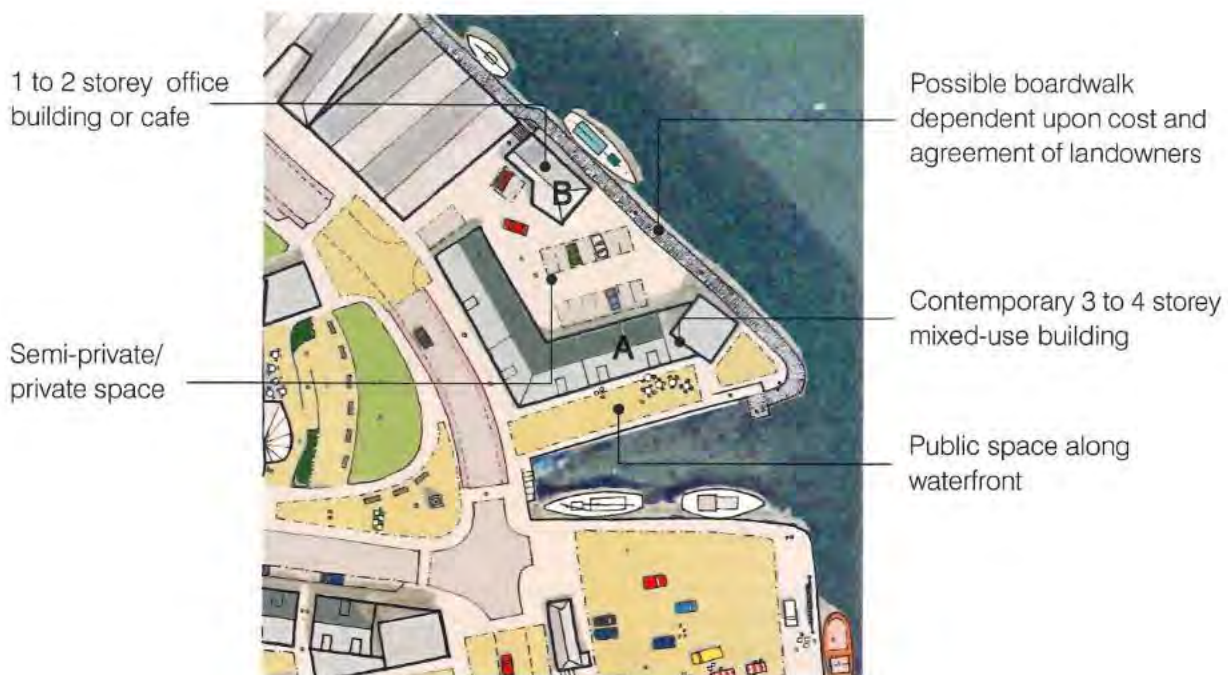 1 to 2 storey office
building or cafe
Semi-private/
private space
B
A
Possible boardwalk
dependent upon cost and
agreement of landowners
Contemporary 3 to 4 storey
mixed-use building
Public space along
waterfront